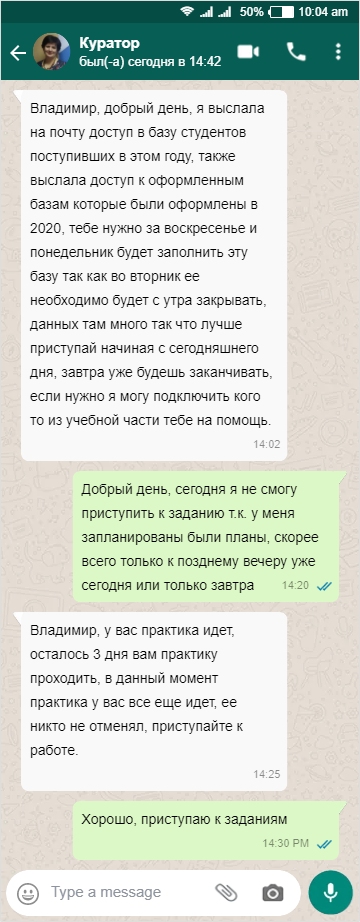 50% 10:04 am
Куратор
был(-а) сегодня в 14:42
Владимир, добрый день, я выслала
на почту доступ в базу студентов
поступивших в этом году, также
выслала доступ к оформленным
базам которые были оформлены в
2020, тебе нужно за воскресенье и
понедельник будет заполнить эту
базу так как во вторник ее
необходимо будет с утра закрывать,
данных там много так что лучше
приступай начиная с сегодняшнего
дня, завтра уже будешь заканчивать,
если нужно я могу подключить кого
то из учебной части тебе на помощь.
14:02
Добрый день, сегодня я не смогу
приступить к заданию т.к. у меня
запланированы были планы, скорее
всего только к позднему вечеру уже
сегодня или только завтра 14:20
Владимир, у вас практика идет,
осталось 3 дня вам практику
проходить, в данный момент
практика у вас все еще идет, ее
никто не отменял, приступайте к
работе.
14:25
Хорошо, приступаю к заданиям
14:30 PM
Type a message